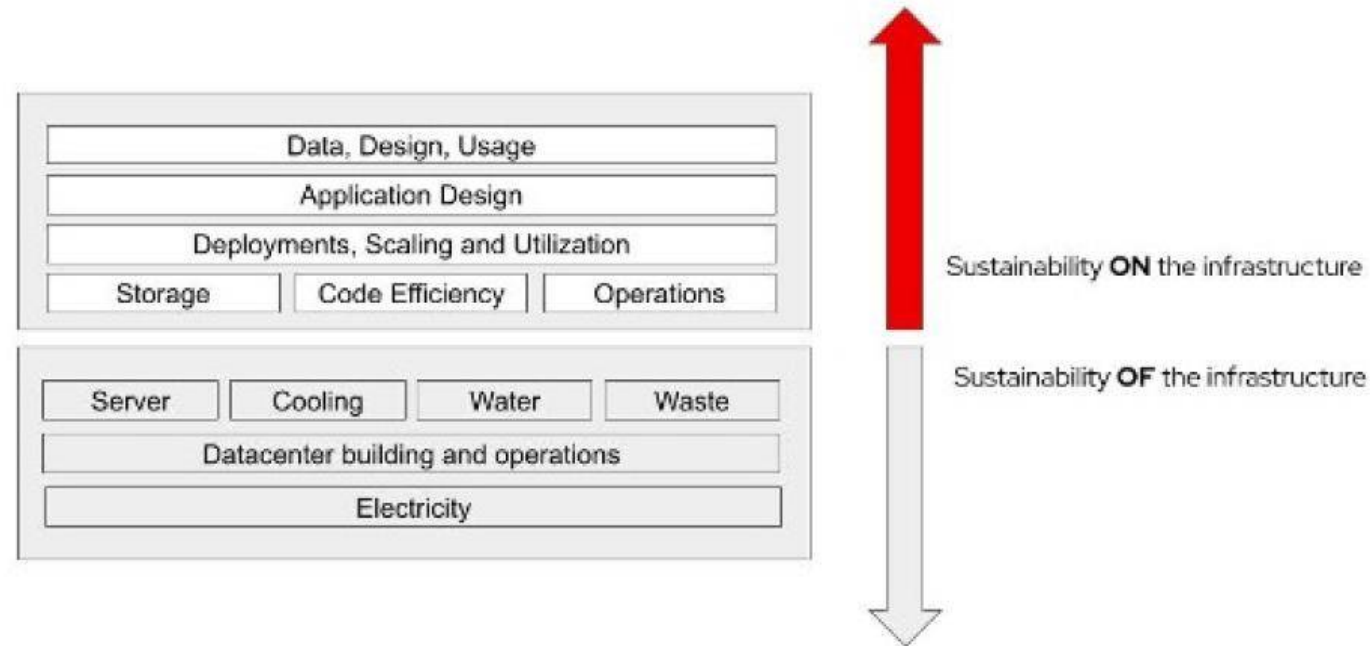 Data, Design, Usage
Application Design
Deployments, Scaling and Utilization
Storage
Code Efficiency
Operations
Sustainability ON the infrastructure
Server
Cooling
Water
Waste
Datacenter building and operations
Electricity
Sustainability OF the infrastructure